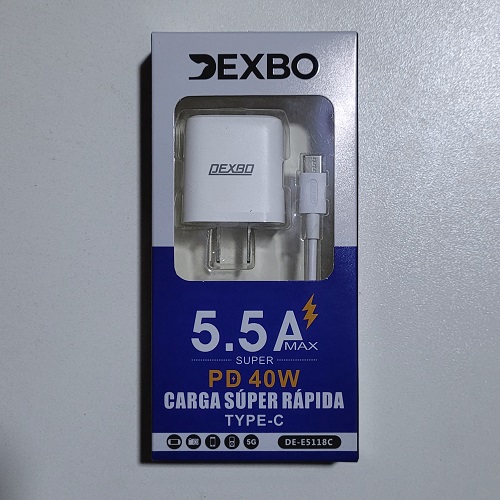 DEXBO
DEXBO
5.5A MAX
SUPER
PD 40W
CARGA SÚPER RÁPIDA
TYPE-C
5G
DE-E5118C